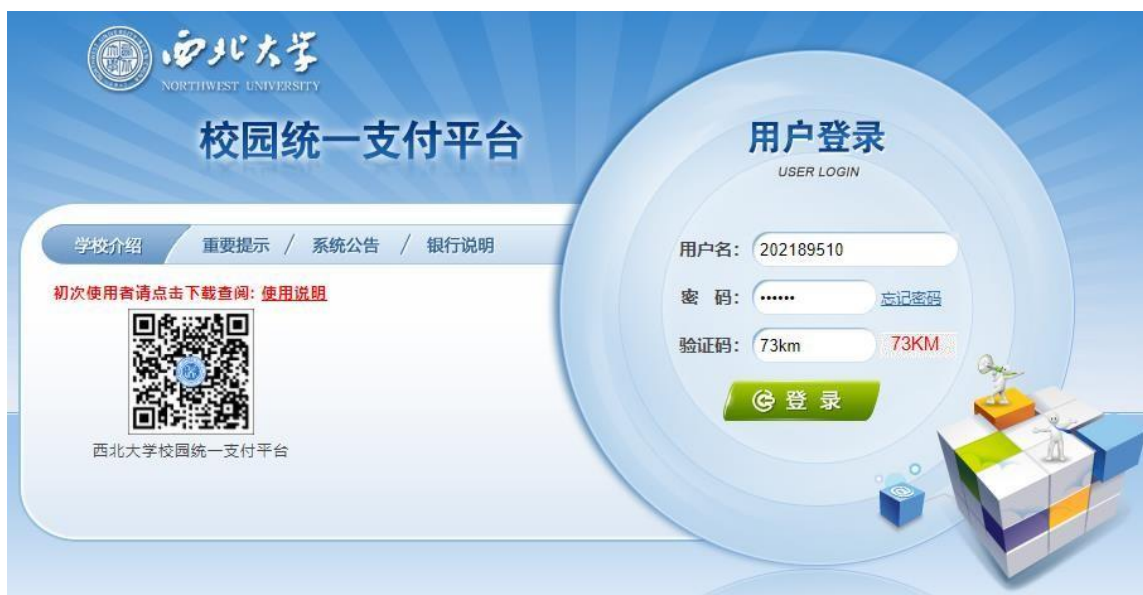 西北大学
NORTHWEST UNIVERSITY
校园统一支付平台
学校介绍 重要提示 / 系统公告 / 银行说明
初次使用者请点击下载查阅: 使用说明
西北大学校园统一支付平台
用户登录
USER LOGIN
用户名: 202189510
密 码: •••••• 忘记密码
验证码: 73km 73KM
登 录